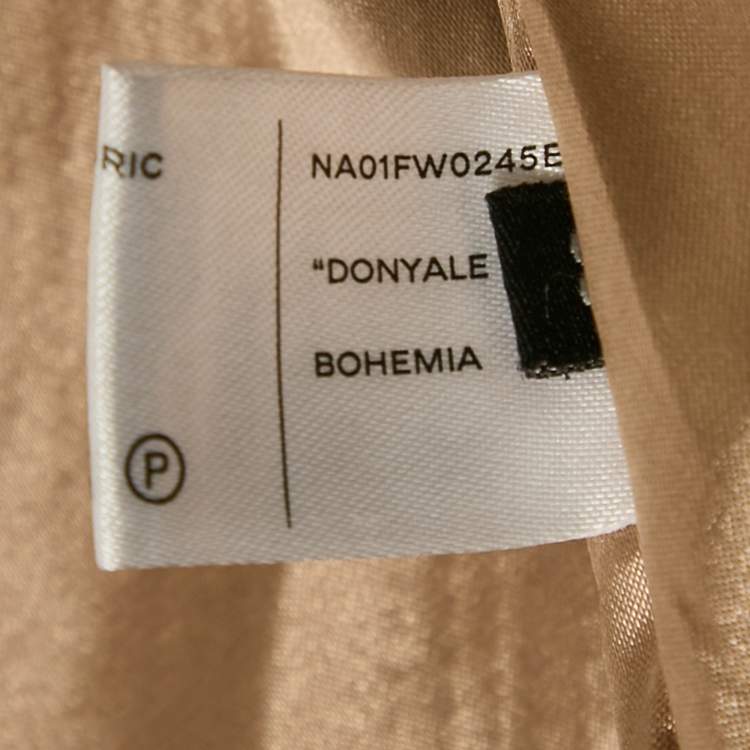 RIC
NA01FW0245E
“DONYALE
BOHEMIA
P